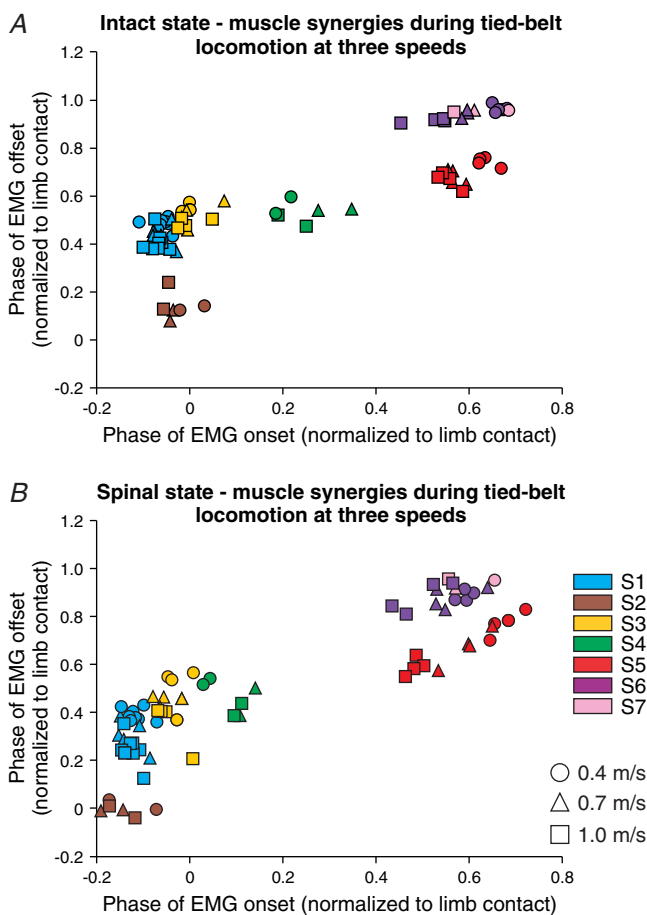 A
Intact state - muscle synergies during tied-belt
locomotion at three speeds
Phase of EMG offset
(normalized to limb contact)
1.2
1.0
0.8
0.6
0.4
0.2
0
-0.2
-0.2 0 0.2 0.4 0.6 0.8
Phase of EMG onset (normalized to limb contact)
B
Spinal state - muscle synergies during tied-belt
locomotion at three speeds
Phase of EMG offset
(normalized to limb contact)
1.2
1.0
0.8
0.6
0.4
0.2
0
-0.2
-0.2 0 0.2 0.4 0.6 0.8
Phase of EMG onset (normalized to limb contact)
S1
S2
S3
S4
S5
S6
S7
0.4 m/s
0.7 m/s
1.0 m/s